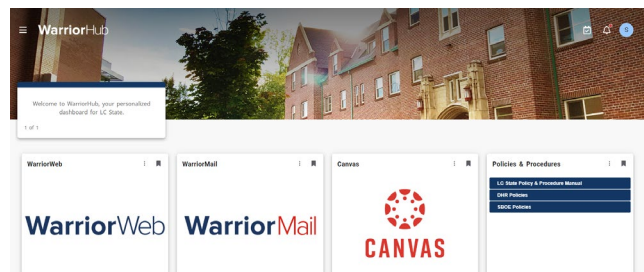 WarriorHub
S
Welcome to WarriorHub, your personalized
dashboard for LC State.
1 of 1
WarriorWeb
WarriorMail
Canvas
Policies & Procedures
WarriorWeb
WarriorMail
CANVAS
LC State Policy & Procedure Manual
DHR Policies
SBOE Policies